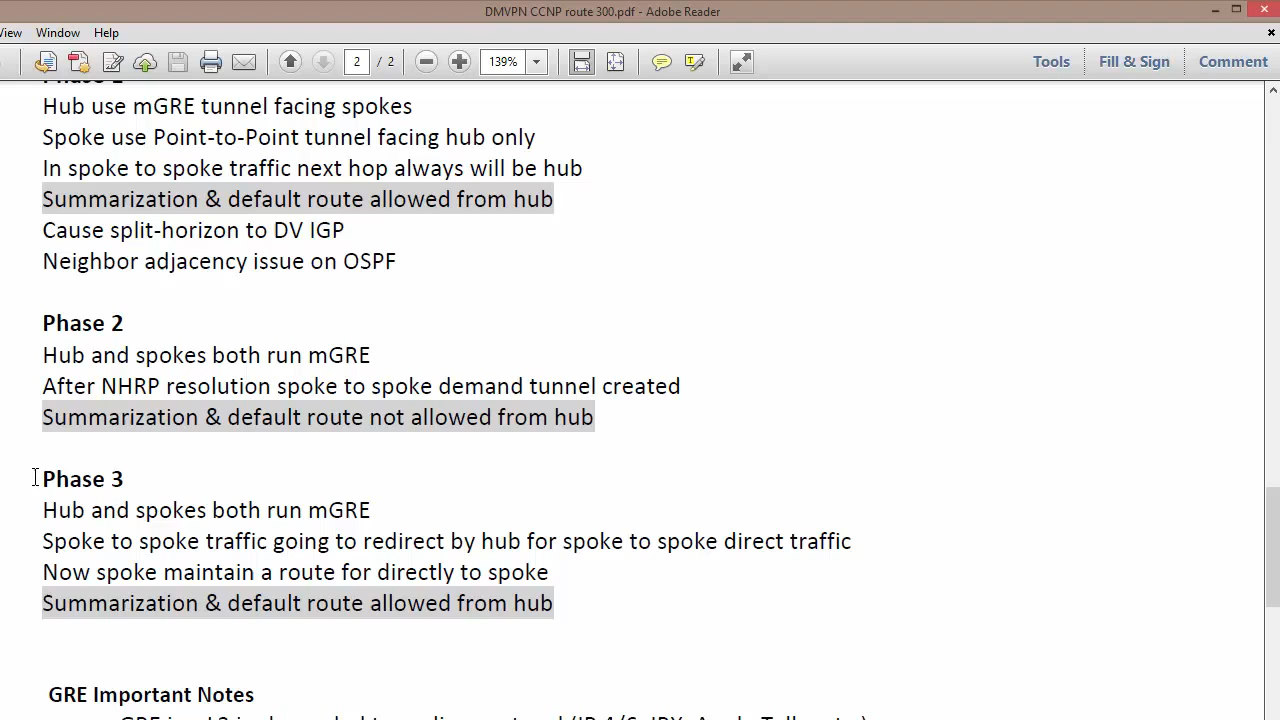 DMVPN CCNP route 300.pdf - Adobe Reader
View Window Help
2 / 2 139% Tools Fill & Sign Comment
Phase 1
Hub use mGRE tunnel facing spokes
Spoke use Point-to-Point tunnel facing hub only
In spoke to spoke traffic next hop always will be hub
Summarization & default route allowed from hub
Cause split-horizon to DV IGP
Neighbor adjacency issue on OSPF
Phase 2
Hub and spokes both run mGRE
After NHRP resolution spoke to spoke demand tunnel created
Summarization & default route not allowed from hub
Phase 3
Hub and spokes both run mGRE
Spoke to spoke traffic going to redirect by hub for spoke to spoke direct traffic
Now spoke maintain a route for directly to spoke
Summarization & default route allowed from hub
GRE Important Notes